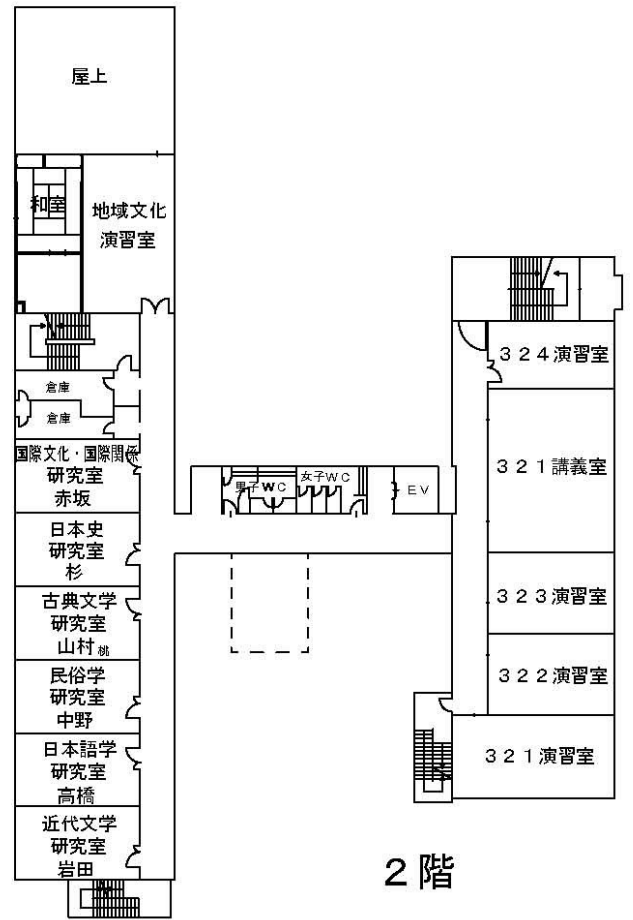 屋上
和室
地域文化
演習室
倉庫
倉庫
国際文化・国際関係
研究室
赤坂
日本史
研究室
杉
古典文学
研究室
山村桃
民俗学
研究室
中野
日本語学
研究室
高橋
近代文学
研究室
岩田
男子WC
女子WC
EV
324演習室
321講義室
323演習室
322演習室
321演習室
2階